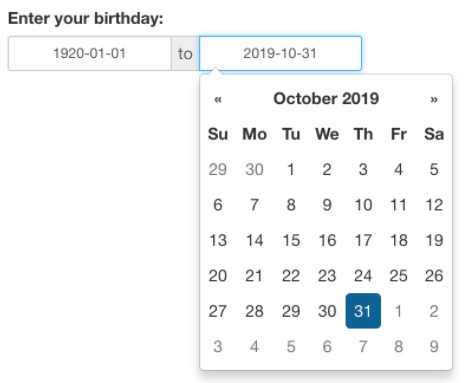 Enter your birthday:
1920-01-01 to 2019-10-31
« October 2019 »
Su Mo Tu We Th Fr Sa
29 30 1 2 3 4 5
6 7 8 9 10 11 12
13 14 15 16 17 18 19
20 21 22 23 24 25 26
27 28 29 30 31 1 2
3 4 5 6 7 8 9